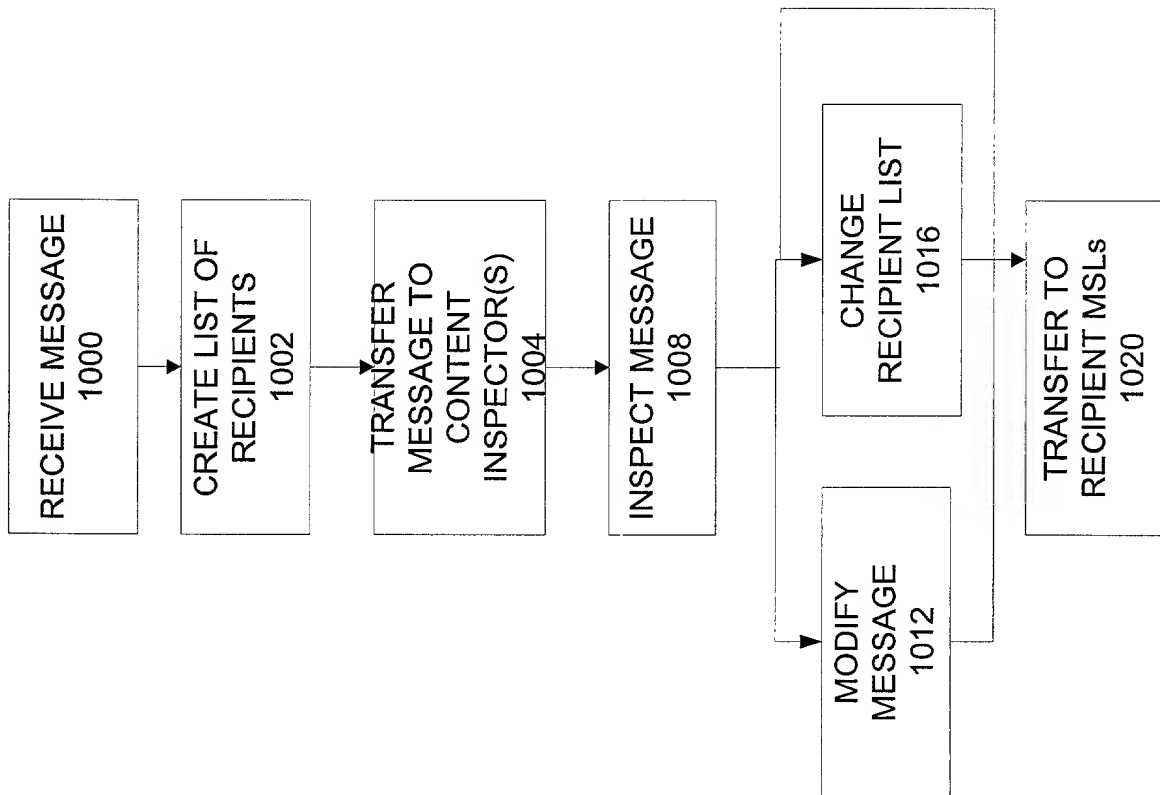 RECEIVE MESSAGE
1000
CREATE LIST OF
RECIPIENTS
1002
TRANSFER
MESSAGE TO
CONTENT
INSPECTOR(S)
1004
INSPECT MESSAGE
1008
MODIFY
MESSAGE
1012
CHANGE
RECIPIENT LIST
1016
TRANSFER TO
RECIPIENT MSLs
1020